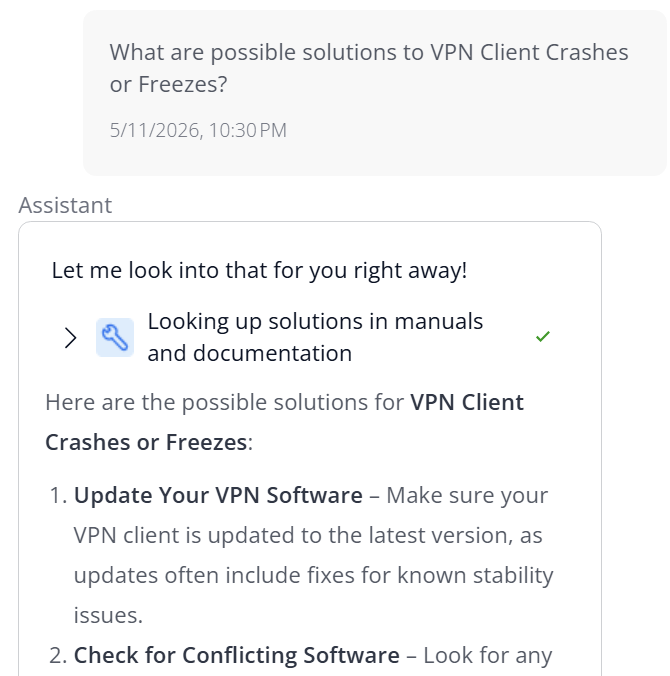 What are possible solutions to VPN Client Crashes
or Freezes?
5/11/2026, 10:30 PM
Assistant
Let me look into that for you right away!
Looking up solutions in manuals
and documentation
Here are the possible solutions for VPN Client
Crashes or Freezes:
1. Update Your VPN Software – Make sure your
VPN client is updated to the latest version, as
updates often include fixes for known stability
issues.
2. Check for Conflicting Software – Look for any